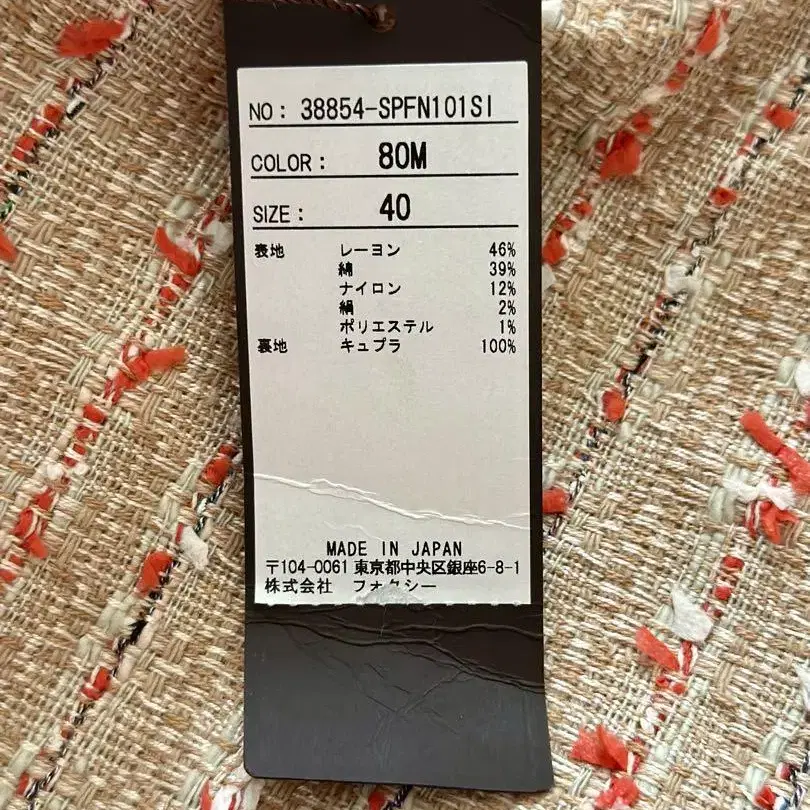 NO: 38854-SPFN101SI
COLOR: 80M
SIZE: 40
表地 レーヨン 46%
綿 39%
ナイロン 12%
絹 2%
ポリエステル 1%
裏地 キュプラ 100%
MADE IN JAPAN
〒104-0061 東京都中央区銀座6-8-1
株式会社 フォクシー